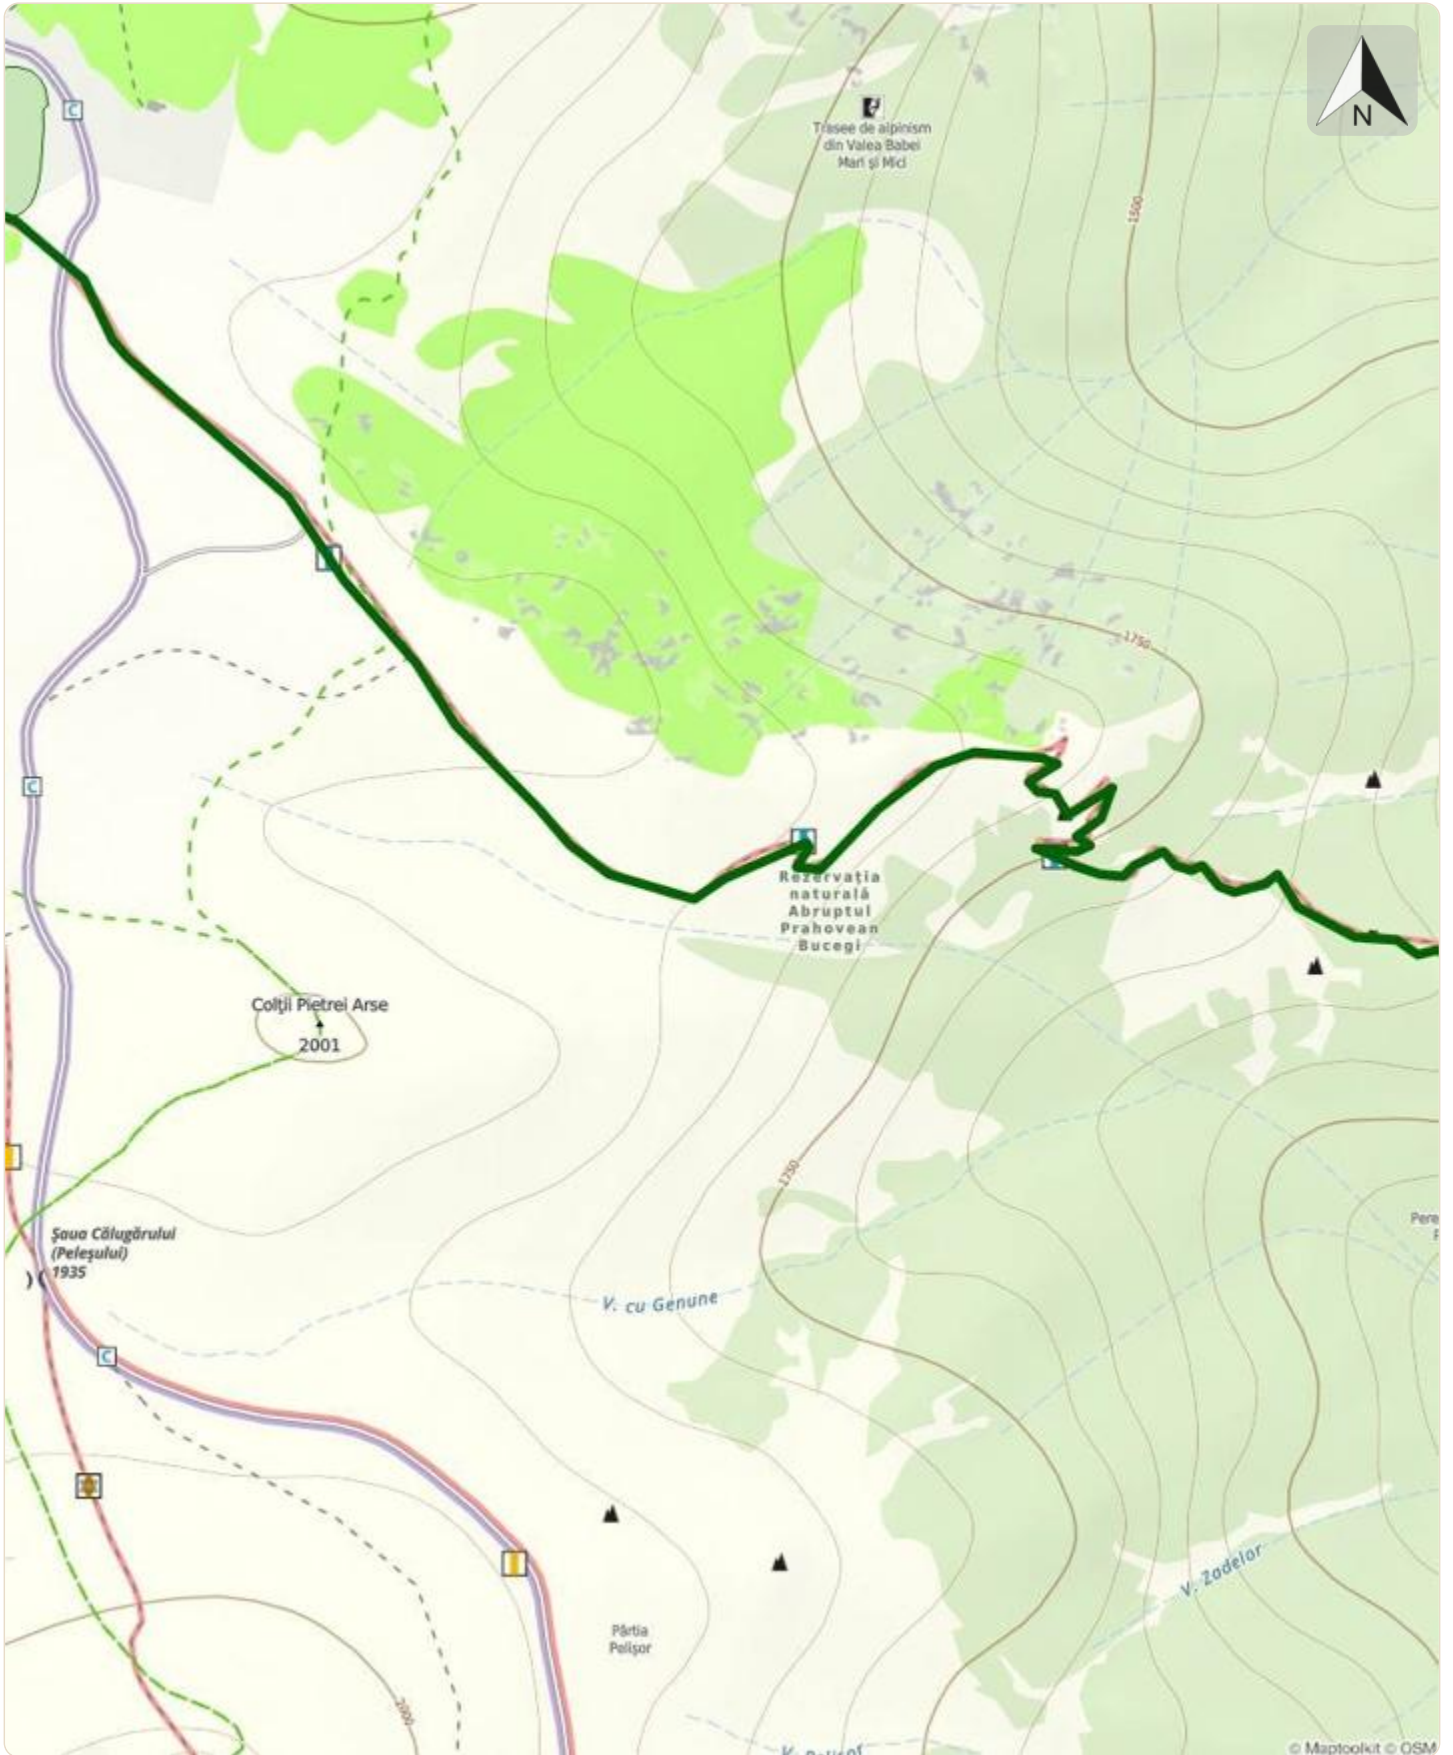 C
N
Trasee de alpinism
din Valea Babei
Mari și Mici
1500
1750
C
Rezervația
naturală
Abruptul
Prahovean
Bucegi
Colții Pietrei Arse
2001
1750
Pere
Șaua Călugărului
(Peleșului)
1935
V. cu Genune
C
V. Zadelor
Pârtia
Pelișor
2000
© Maptoolkit © OSM